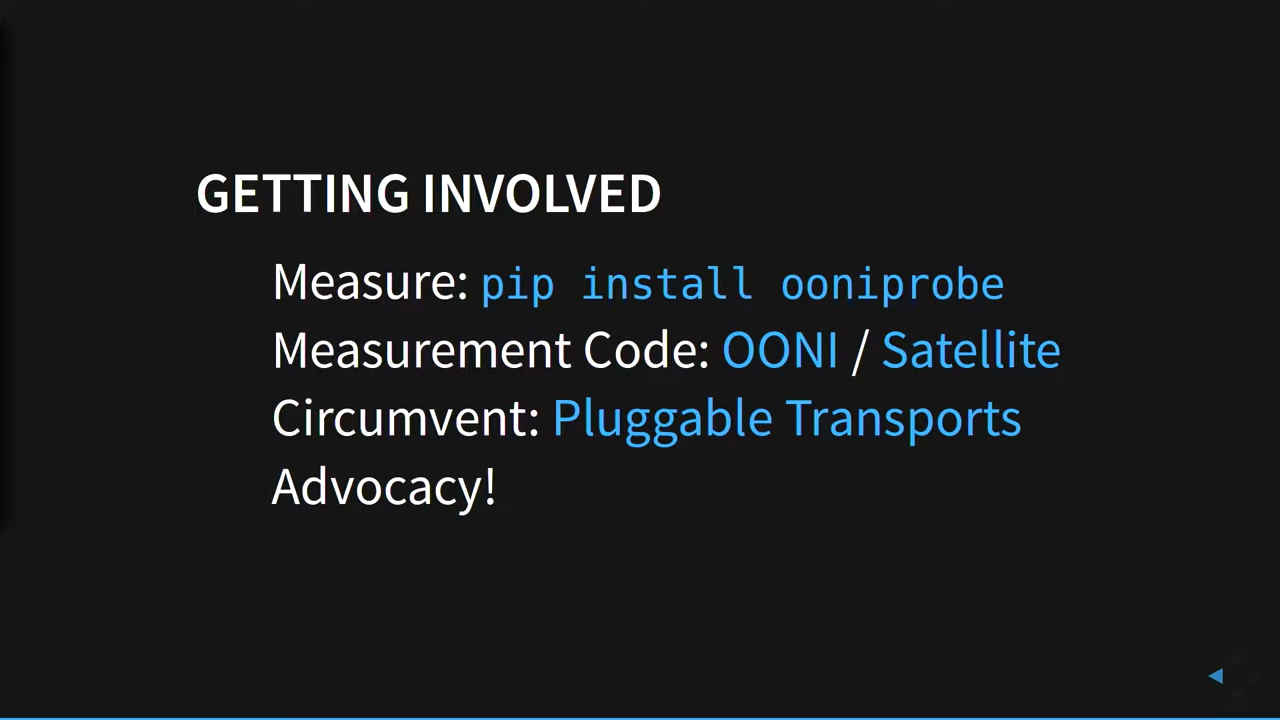 GETTING INVOLVED
Measure: pip install ooniprobe
Measurement Code: OONI / Satellite
Circumvent: Pluggable Transports
Advocacy!